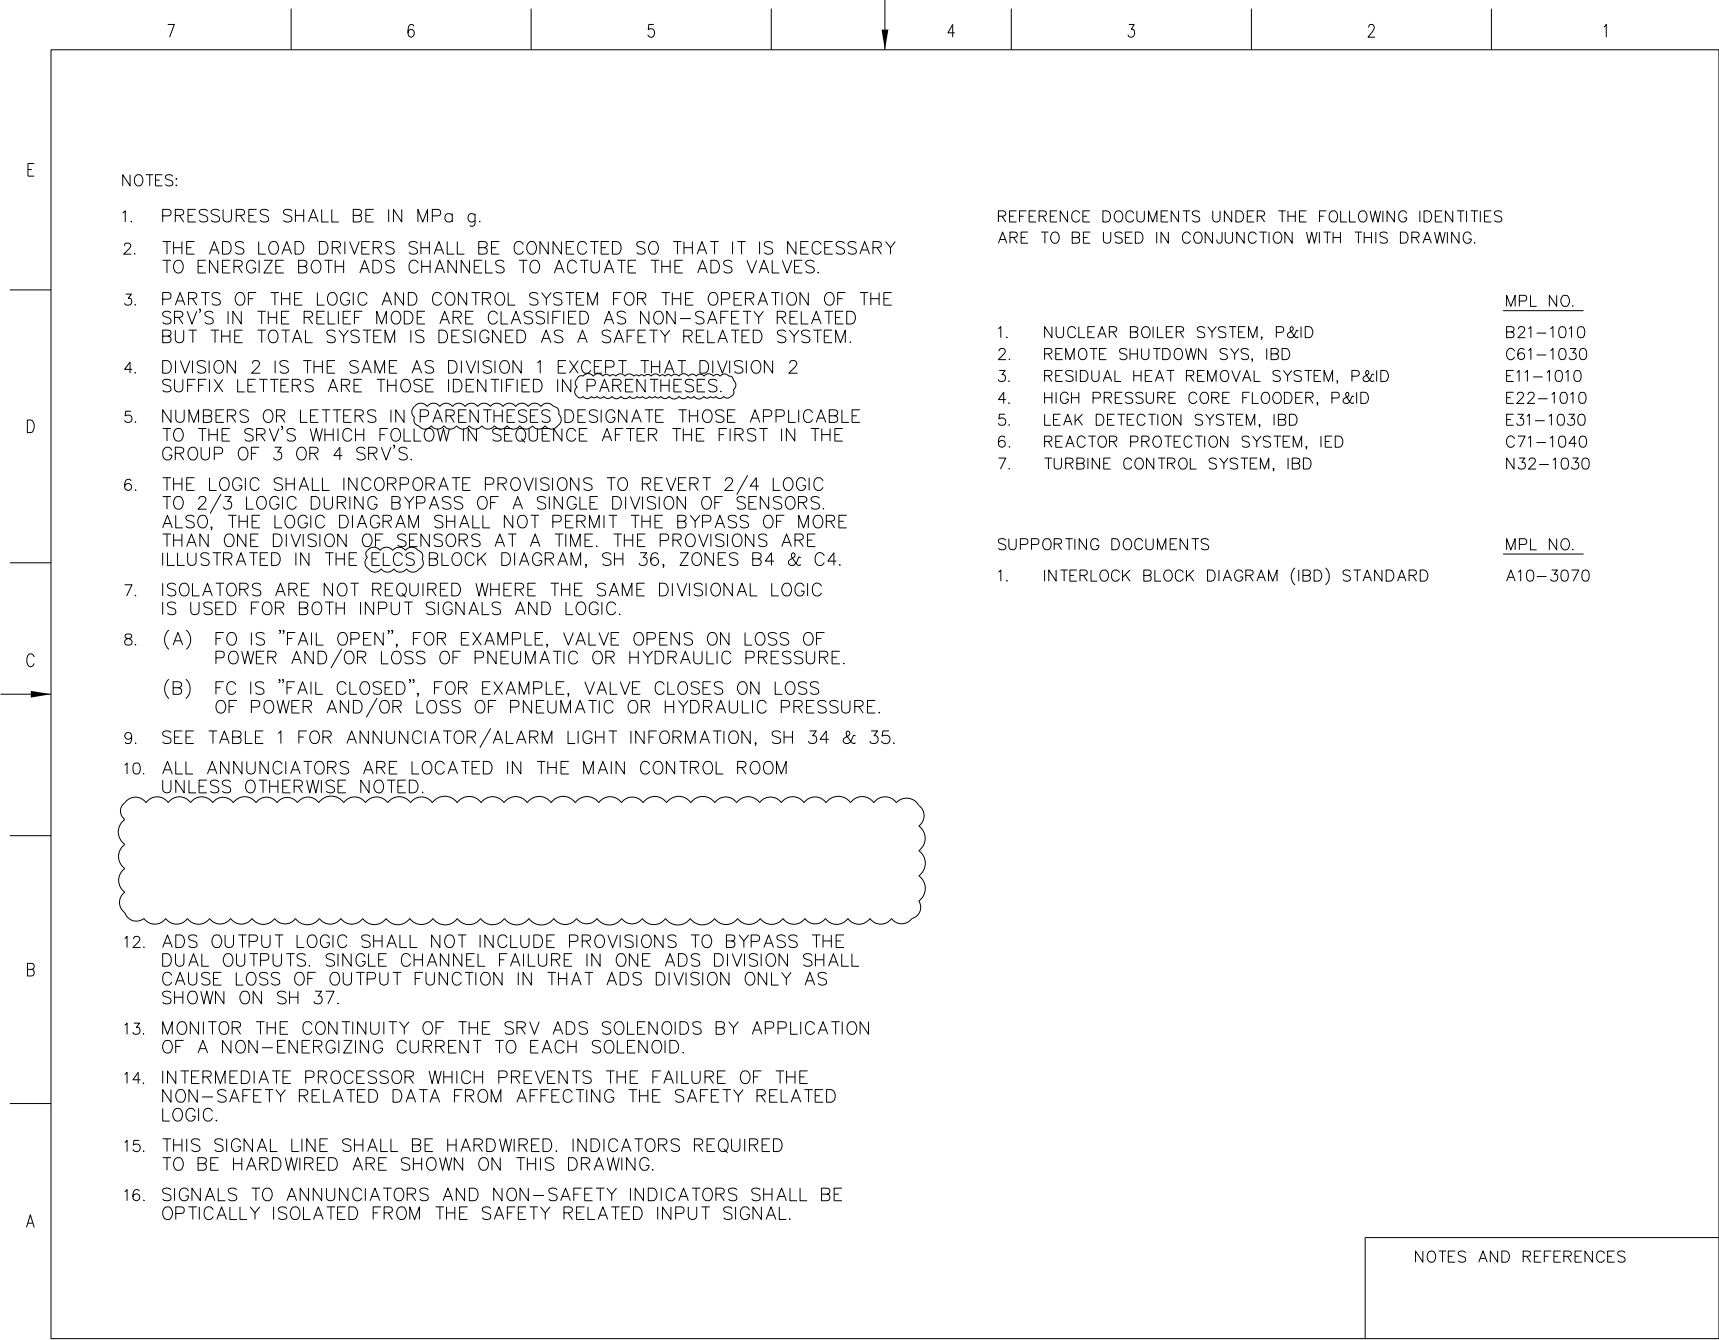 7 6 5 4 3 2 1
E
D
C
B
A
NOTES:
1. PRESSURES SHALL BE IN MPa g.
2. THE ADS LOAD DRIVERS SHALL BE CONNECTED SO THAT IT IS NECESSARY
TO ENERGIZE BOTH ADS CHANNELS TO ACTUATE THE ADS VALVES.
3. PARTS OF THE LOGIC AND CONTROL SYSTEM FOR THE OPERATION OF THE
SRV'S IN THE RELIEF MODE ARE CLASSIFIED AS NON-SAFETY RELATED
BUT THE TOTAL SYSTEM IS DESIGNED AS A SAFETY RELATED SYSTEM.
4. DIVISION 2 IS THE SAME AS DIVISION 1 EXCEPT THAT DIVISION 2
SUFFIX LETTERS ARE THOSE IDENTIFIED IN PARENTHESES.
5. NUMBERS OR LETTERS IN PARENTHESES DESIGNATE THOSE APPLICABLE
TO THE SRV'S WHICH FOLLOW IN SEQUENCE AFTER THE FIRST IN THE
GROUP OF 3 OR 4 SRV'S.
6. THE LOGIC SHALL INCORPORATE PROVISIONS TO REVERT 2/4 LOGIC
TO 2/3 LOGIC DURING BYPASS OF A SINGLE DIVISION OF SENSORS.
ALSO, THE LOGIC DIAGRAM SHALL NOT PERMIT THE BYPASS OF MORE
THAN ONE DIVISION OF SENSORS AT A TIME. THE PROVISIONS ARE
ILLUSTRATED IN THE ELCS BLOCK DIAGRAM, SH 36, ZONES B4 & C4.
7. ISOLATORS ARE NOT REQUIRED WHERE THE SAME DIVISIONAL LOGIC
IS USED FOR BOTH INPUT SIGNALS AND LOGIC.
8. (A) FO IS "FAIL OPEN", FOR EXAMPLE, VALVE OPENS ON LOSS OF
POWER AND/OR LOSS OF PNEUMATIC OR HYDRAULIC PRESSURE.
(B) FC IS "FAIL CLOSED", FOR EXAMPLE, VALVE CLOSES ON LOSS
OF POWER AND/OR LOSS OF PNEUMATIC OR HYDRAULIC PRESSURE.
9. SEE TABLE 1 FOR ANNUNCIATOR/ALARM LIGHT INFORMATION, SH 34 & 35.
10. ALL ANNUNCIATORS ARE LOCATED IN THE MAIN CONTROL ROOM
UNLESS OTHERWISE NOTED.
12. ADS OUTPUT LOGIC SHALL NOT INCLUDE PROVISIONS TO BYPASS THE
DUAL OUTPUTS. SINGLE CHANNEL FAILURE IN ONE ADS DIVISION SHALL
CAUSE LOSS OF OUTPUT FUNCTION IN THAT ADS DIVISION ONLY AS
SHOWN ON SH 37.
13. MONITOR THE CONTINUITY OF THE SRV ADS SOLENOIDS BY APPLICATION
OF A NON-ENERGIZING CURRENT TO EACH SOLENOID.
14. INTERMEDIATE PROCESSOR WHICH PREVENTS THE FAILURE OF THE
NON-SAFETY RELATED DATA FROM AFFECTING THE SAFETY RELATED
LOGIC.
15. THIS SIGNAL LINE SHALL BE HARDWIRED. INDICATORS REQUIRED
TO BE HARDWIRED ARE SHOWN ON THIS DRAWING.
16. SIGNALS TO ANNUNCIATORS AND NON-SAFETY INDICATORS SHALL BE
OPTICALLY ISOLATED FROM THE SAFETY RELATED INPUT SIGNAL.
REFERENCE DOCUMENTS UNDER THE FOLLOWING IDENTITIES
ARE TO BE USED IN CONJUNCTION WITH THIS DRAWING.
MPL NO.
1. NUCLEAR BOILER SYSTEM, P&ID B21-1010
2. REMOTE SHUTDOWN SYS, IBD C61-1030
3. RESIDUAL HEAT REMOVAL SYSTEM, P&ID E11-1010
4. HIGH PRESSURE CORE FLOODER, P&ID E22-1010
5. LEAK DETECTION SYSTEM, IBD E31-1030
6. REACTOR PROTECTION SYSTEM, IED C71-1040
7. TURBINE CONTROL SYSTEM, IBD N32-1030
SUPPORTING DOCUMENTS MPL NO.
1. INTERLOCK BLOCK DIAGRAM (IBD) STANDARD A10-3070
NOTES AND REFERENCES